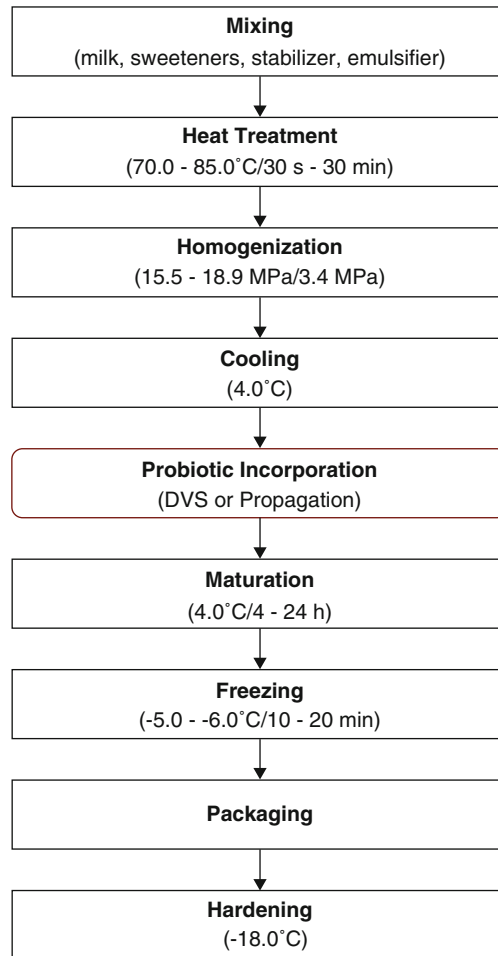 Mixing
(milk, sweeteners, stabilizer, emulsifier)
Heat Treatment
(70.0 - 85.0˚C/30 s - 30 min)
Homogenization
(15.5 - 18.9 MPa/3.4 MPa)
Cooling
(4.0˚C)
Probiotic Incorporation
(DVS or Propagation)
Maturation
(4.0˚C/4 - 24 h)
Freezing
(-5.0 - -6.0˚C/10 - 20 min)
Packaging
Hardening
(-18.0˚C)